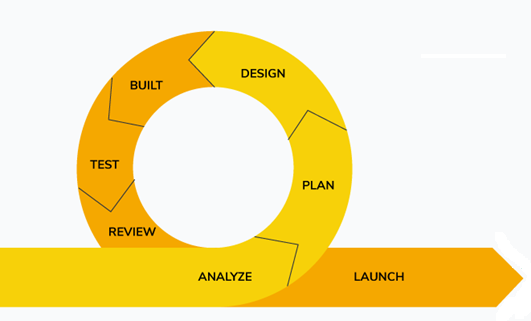 DESIGN
BUILT
TEST
PLAN
REVIEW
ANALYZE
LAUNCH